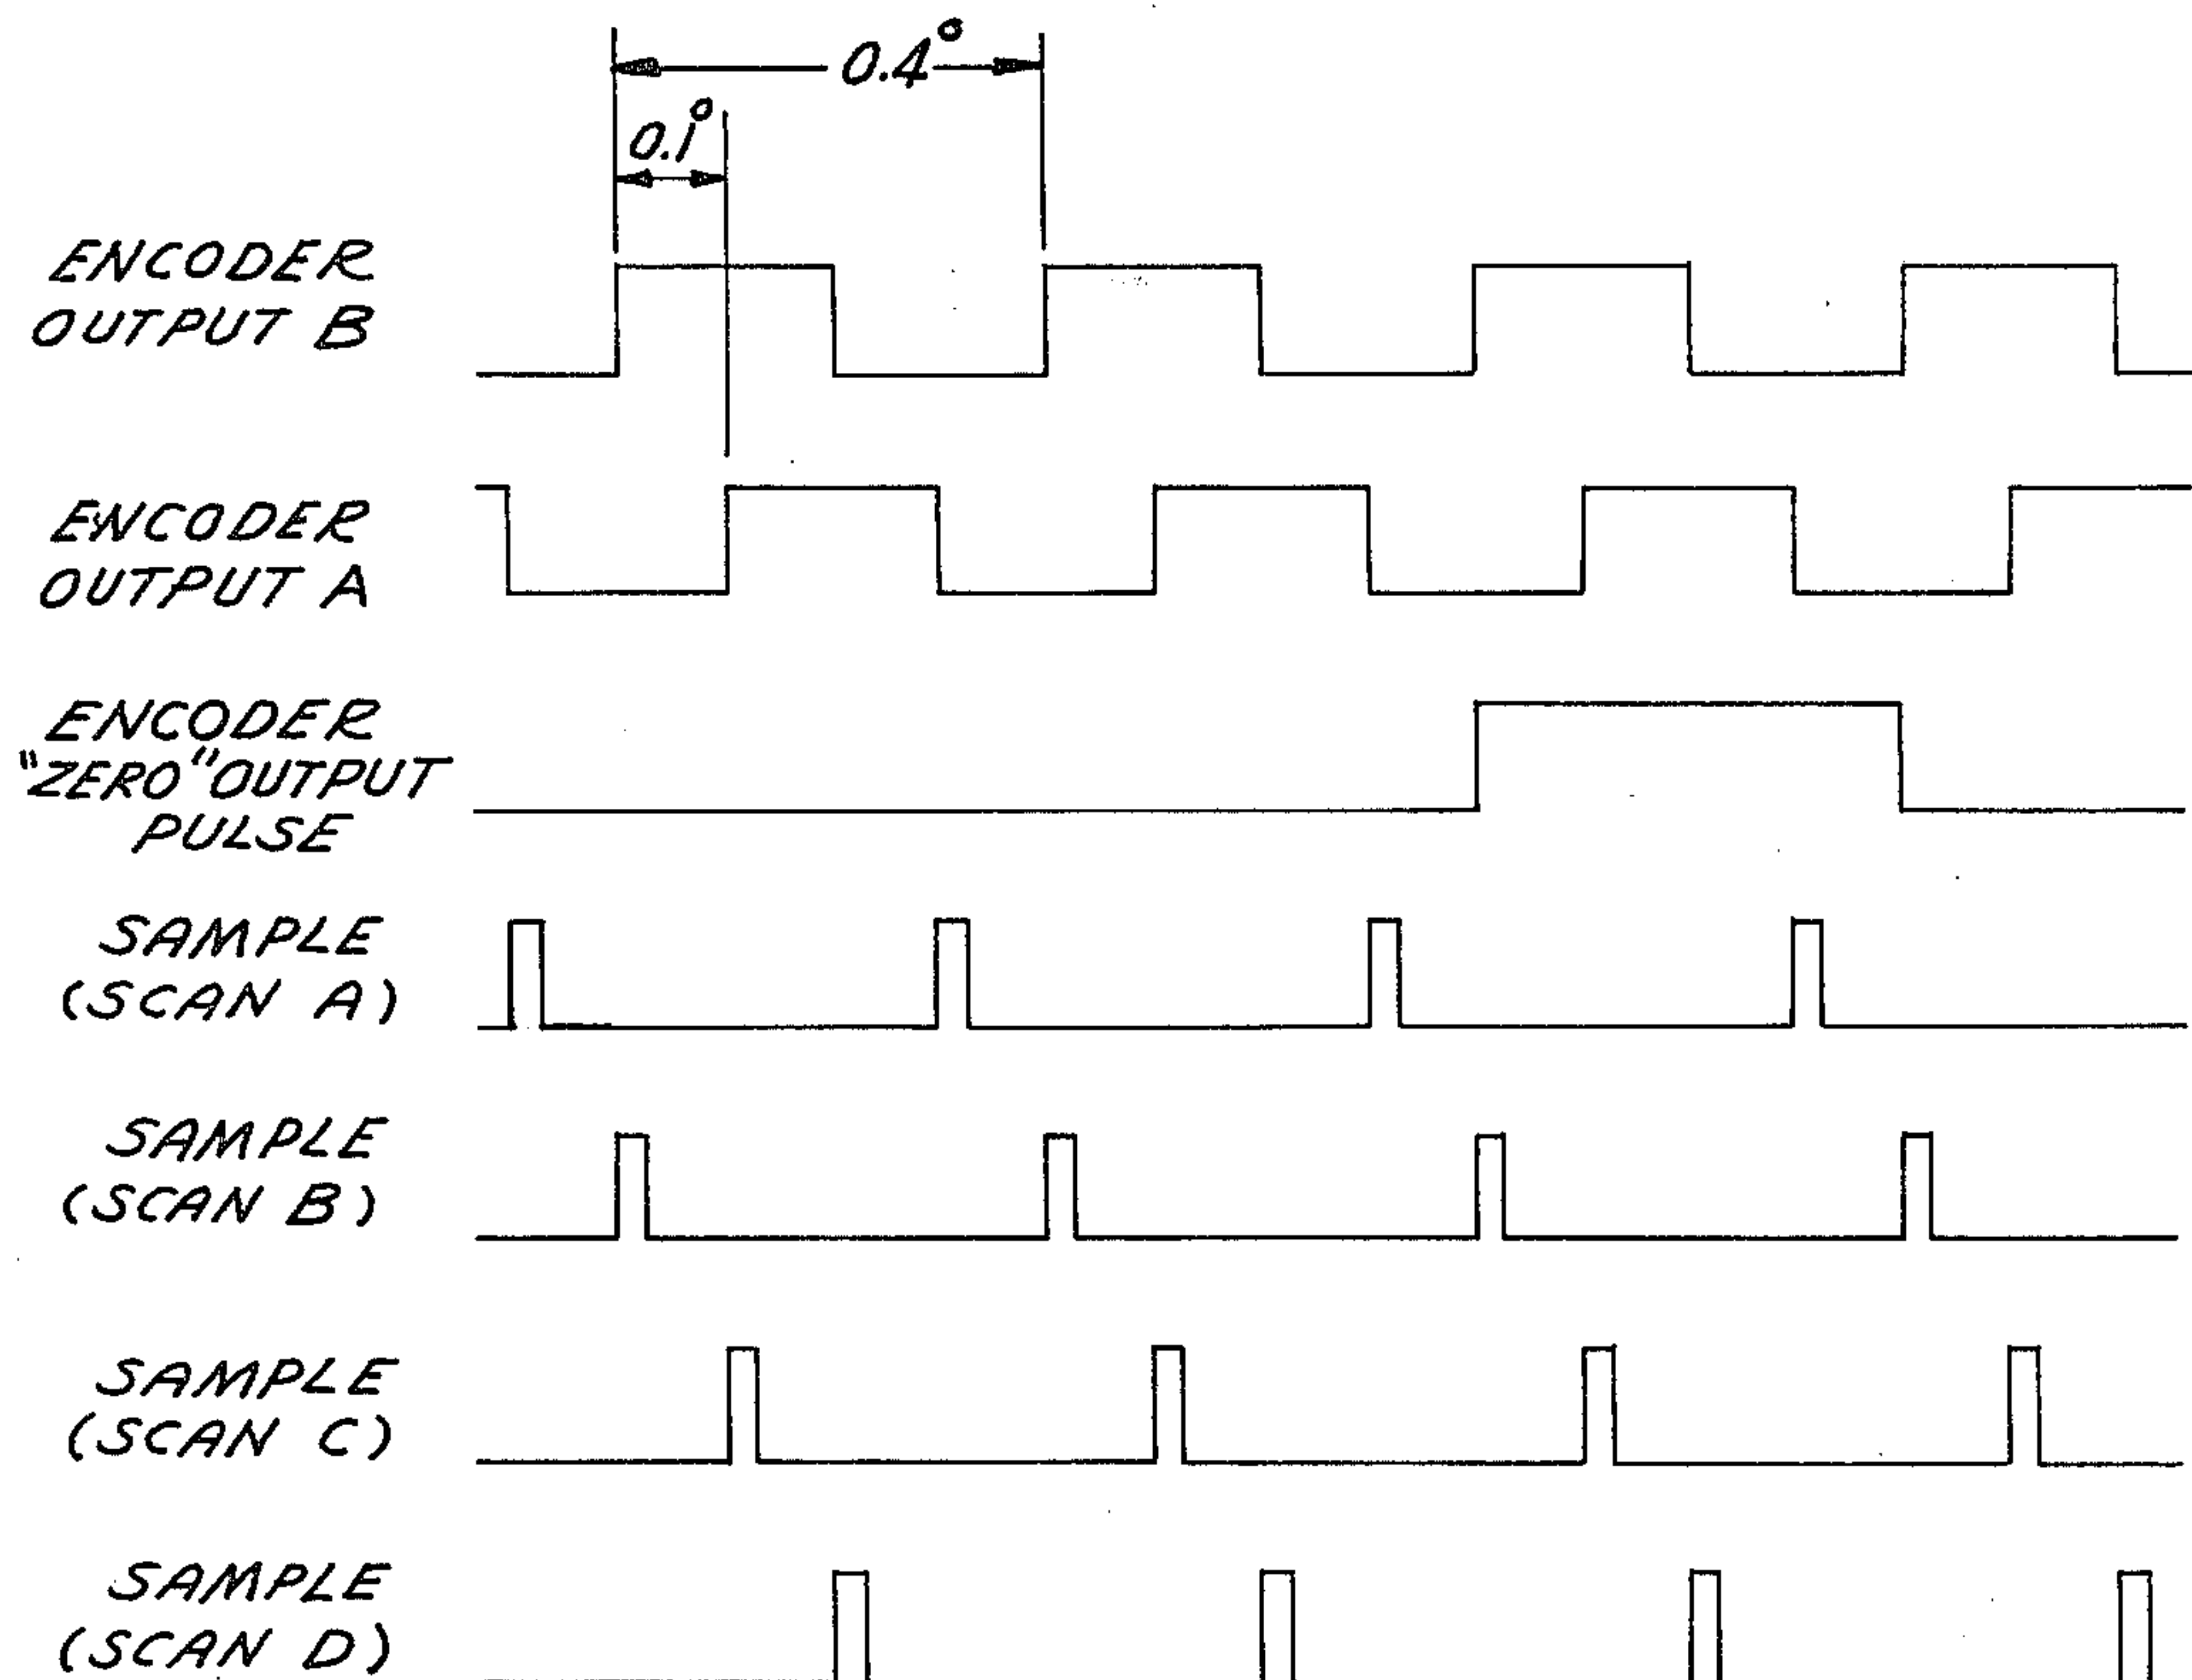 0.4°
0.1°
ENCODER
OUTPUT B
ENCODER
OUTPUT A
ENCODER
"ZERO" OUTPUT
PULSE
SAMPLE
(SCAN A)
SAMPLE
(SCAN B)
SAMPLE
(SCAN C)
SAMPLE
(SCAN D)